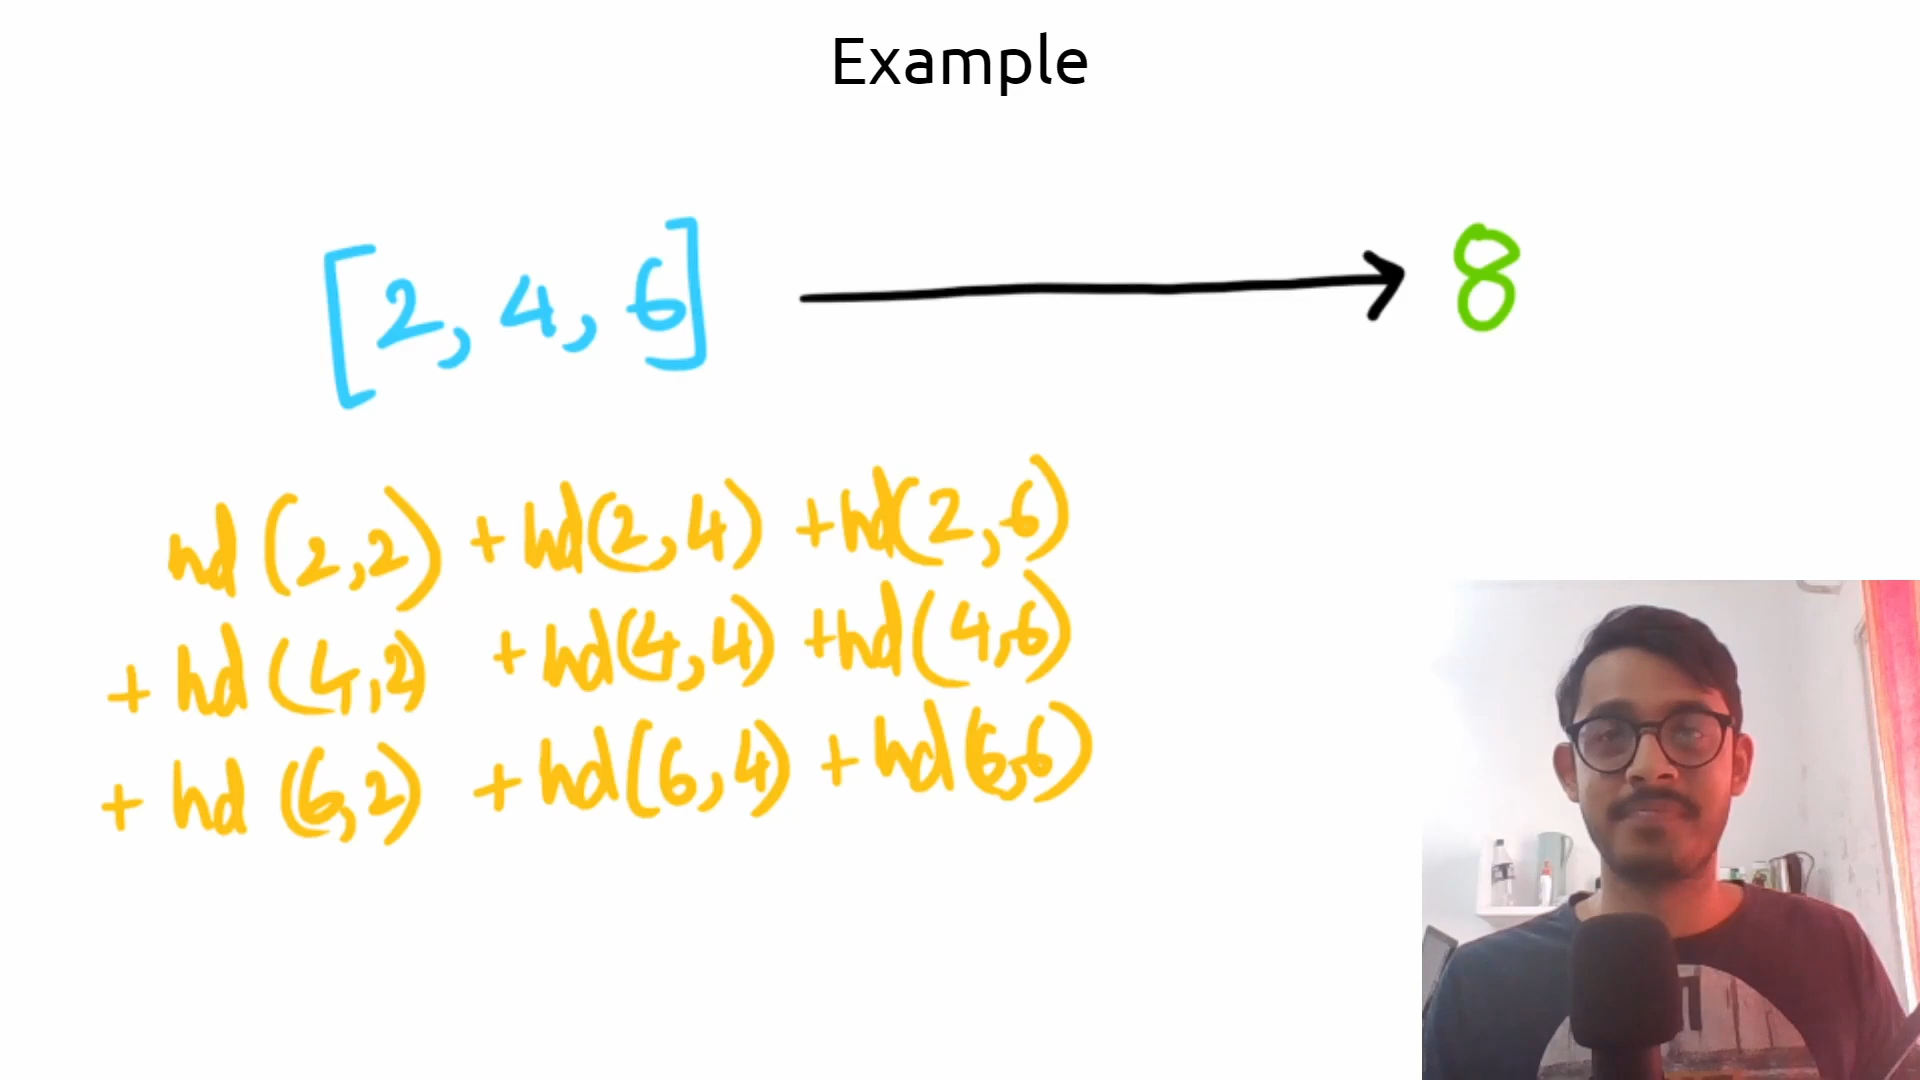 Example
[2, 4, 6] → 8
hd (2,2) + hd(2,4) + hd(2,6)
+ hd (4,2) + hd(4,4) + hd(4,6)
+ hd (6,2) + hd(6,4) + hd(6,6)